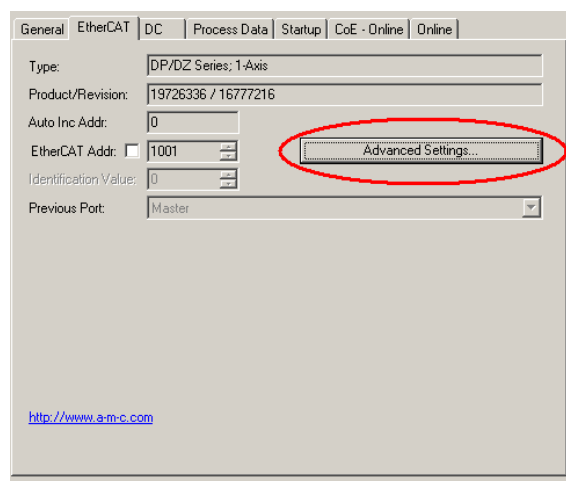 General EtherCAT DC Process Data Startup CoE - Online Online
Type: DP/DZ Series; 1-Axis
Product/Revision: 19726336 / 16777216
Auto Inc Addr: 0
EtherCAT Addr: 1001 Advanced Settings...
Identification Value: 0
Previous Port: Master
http://www.a-m-c.com